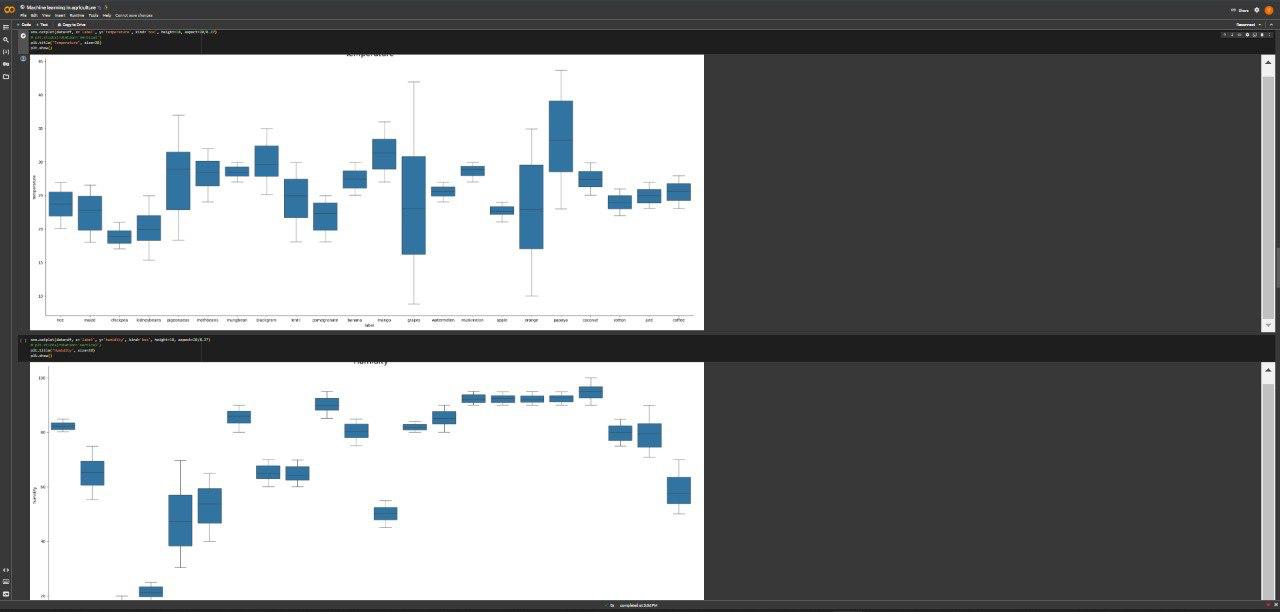 Machine learning in agriculture
File Edit View Insert Runtime Tools Help Cannot save changes
Share
+ Code + Text Copy to Drive
Reconnect
sns.catplot(data=df, x='label', y='temperature', kind='box', height=10, aspect=20/8.27)
# plt.xticks(rotation='vertical')
plt.title("Temperature", size=20)
plt.show()
temperature
45
40
35
30
25
20
15
10
temperature
rice maize chickpea kidneybeans pigeonpeas mothbeans mungbean blackgram lentil pomegranate banana mango grapes watermelon muskmelon apple orange papaya coconut cotton jute coffee
label
sns.catplot(data=df, x='label', y='humidity', kind='box', height=10, aspect=20/8.27)
# plt.xticks(rotation='vertical')
plt.title("Humidity", size=20)
plt.show()
Humidity
100
80
60
40
20
humidity
0s completed at 5:04 PM